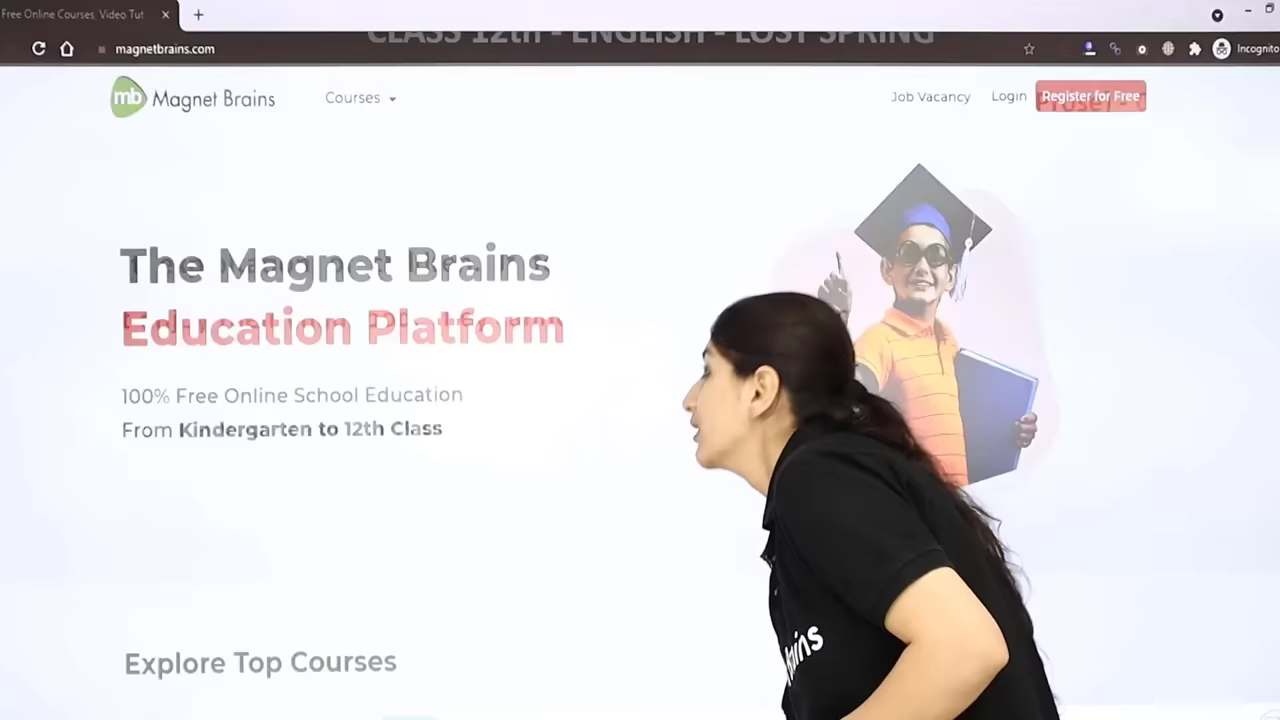 Free Online Courses, Video Tut
CLASS 12th - ENGLISH - LOST SPRING
magnetbrains.com
Incognito
mb Magnet Brains
Courses
Job Vacancy
Login
Register for Free
The Magnet Brains
Education Platform
100% Free Online School Education
From Kindergarten to 12th Class
Explore Top Courses